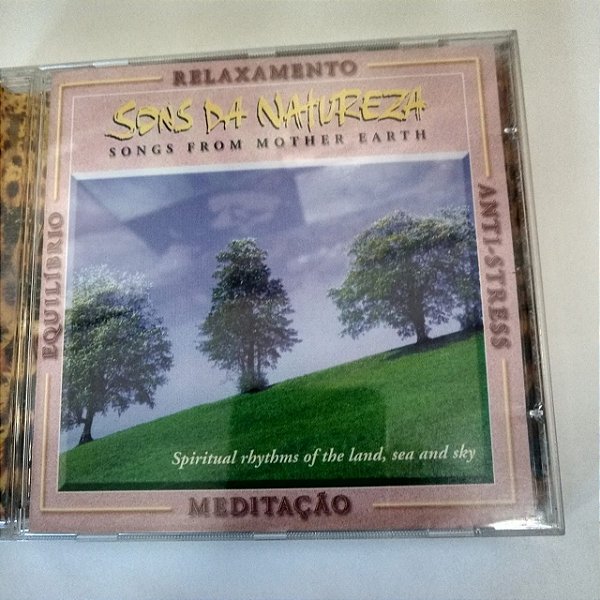 RELAXAMENTO
SONS DA NATUREZA
SONGS FROM MOTHER EARTH
EQUILÍBRIO
ANTI-STRESS
Spiritual rhythms of the land, sea and sky
MEDITAÇÃO